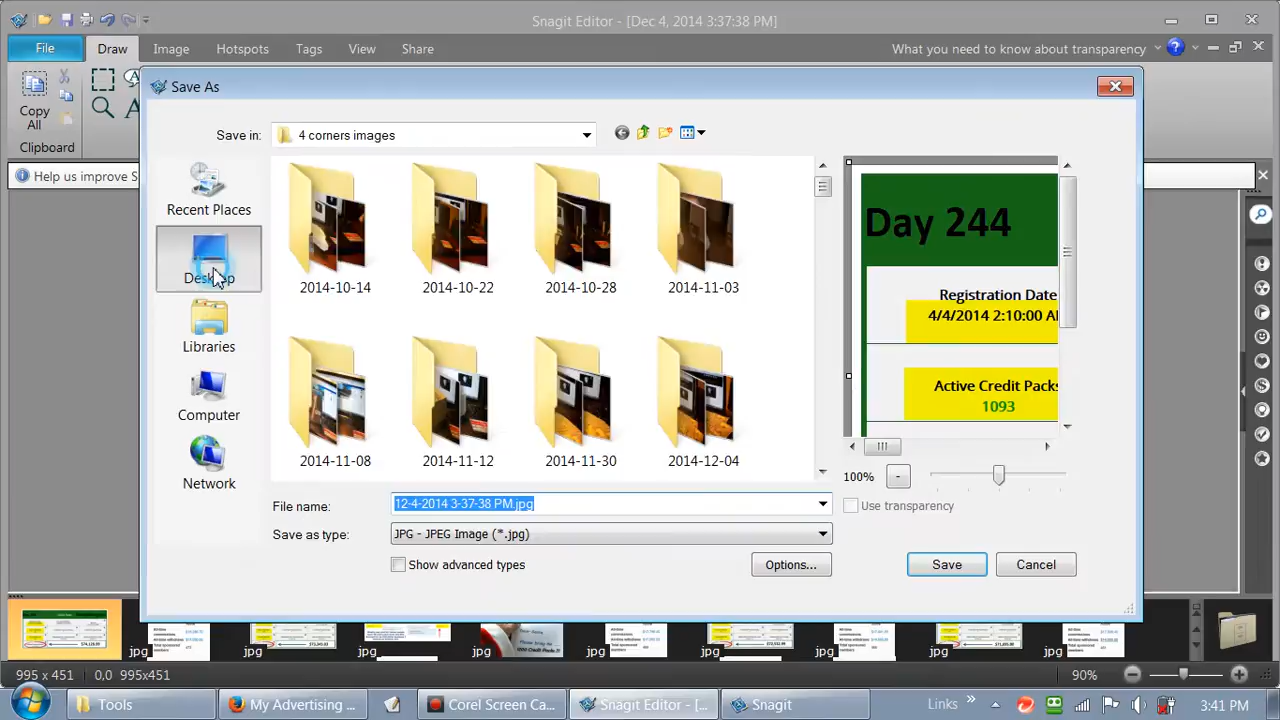 Snagit Editor - [Dec 4, 2014 3:37:38 PM]
File Draw Image Hotspots Tags View Share
What you need to know about transparency
Copy
All
Clipboard
Help us improve S
Save As
Save in: 4 corners images
Recent Places
Desktop
Libraries
Computer
Network
2014-10-14 2014-10-22 2014-10-28 2014-11-03
2014-11-08 2014-11-12 2014-11-30 2014-12-04
Day 244
Registration Date
4/4/2014 2:10:00 A
Active Credit Packs
1093
100% -
Use transparency
File name: 12-4-2014 3-37-38 PM.jpg
Save as type: JPG - JPEG Image (*.jpg)
Show advanced types
Options... Save Cancel
jpg jpg jpg jpg jpg jpg jpg jpg
995 x 451 0,0 995x451 90%
Tools My Advertising ... Corel Screen Ca... Snagit Editor - [... Snagit Links » 3:41 PM